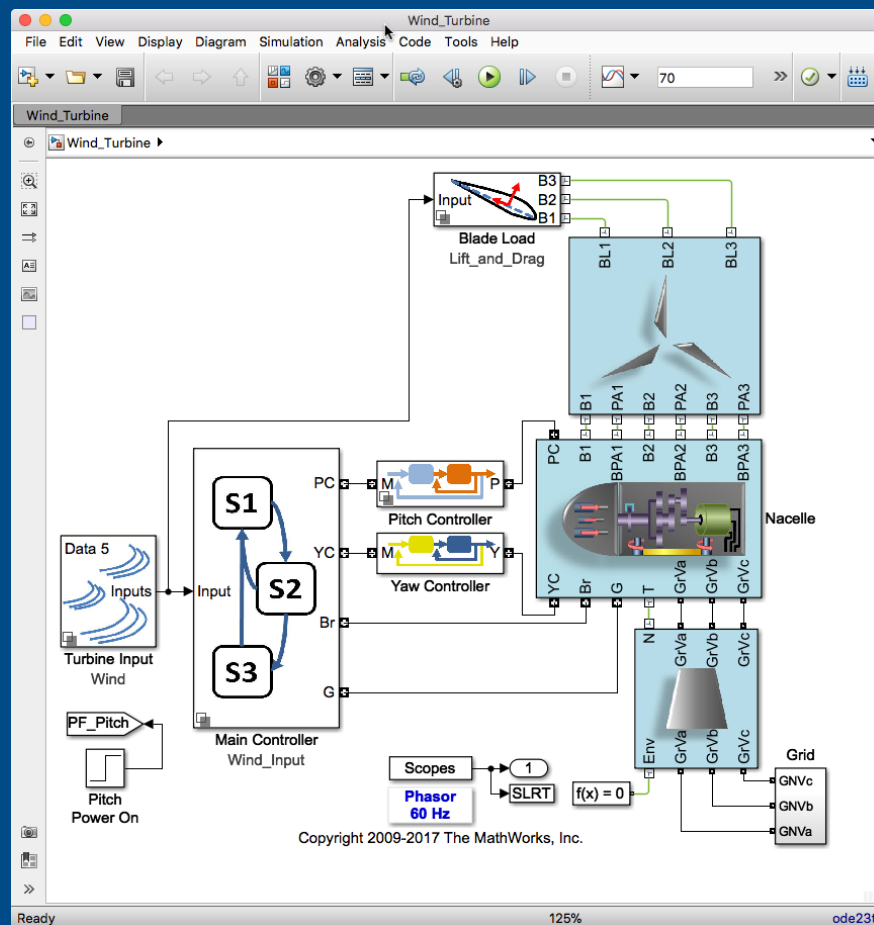 Wind_Turbine
File Edit View Display Diagram Simulation Analysis Code Tools Help
70
Wind_Turbine
Wind_Turbine
Input
B3
B2
B1
Blade Load
Lift_and_Drag
BL1 BL2 BL3
B1 PA1 B2 PA2 B3 PA3
PC B1 BPA1 B2 BPA2 B3 BPA3
Nacelle
YC Br G T GrVa GrVb GrVc
Data 5
Inputs
Turbine Input
Wind
Input
S1
S2
S3
PC
YC
Br
G
Main Controller
Wind_Input
M P
Pitch Controller
M Y
Yaw Controller
N GrVa GrVb GrVc
Env GrVa GrVb GrVc
PF_Pitch
Pitch
Power On
Scopes
1
SLRT
Phasor
60 Hz
f(x) = 0
Grid
GNVc
GNVb
GNVa
Copyright 2009-2017 The MathWorks, Inc.
Ready 125% ode23t